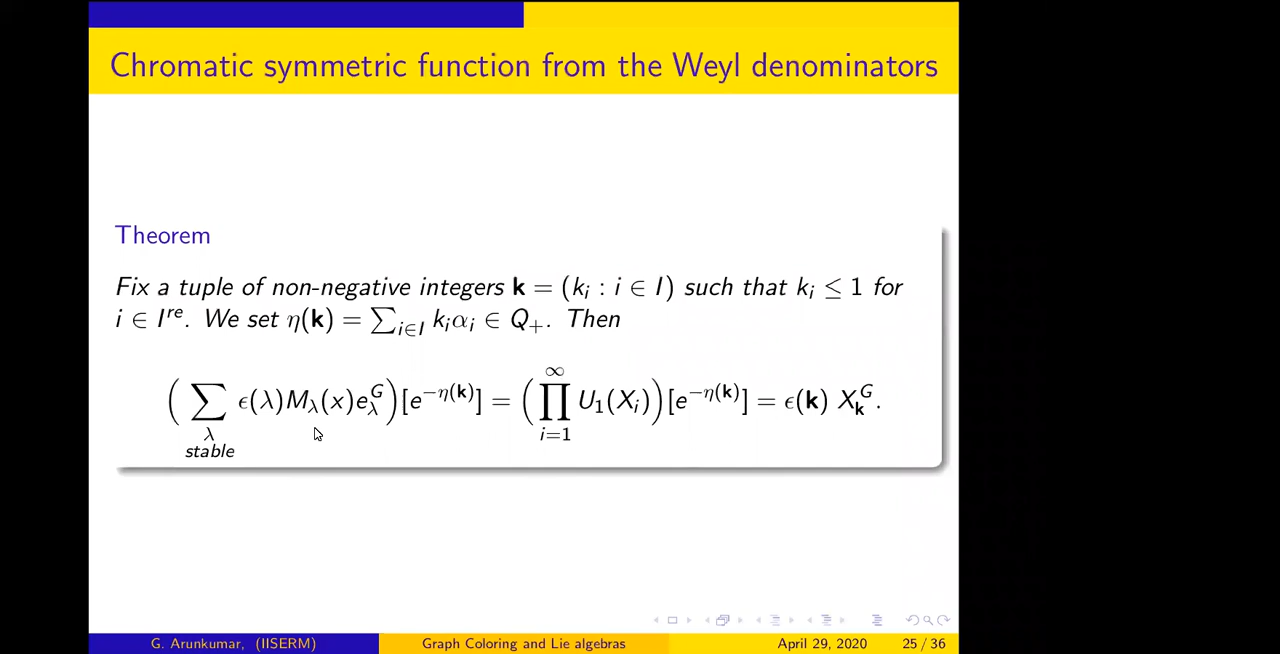 Chromatic symmetric function from the Weyl denominators
Theorem
Fix a tuple of non-negative integers **k** = (k_i : i ∈ I) such that k_i ≤ 1 for
i ∈ I^{re}. We set η(**k**) = ∑_{i∈I} k_iα_i ∈ Q_+. Then
( ∑_{λ stable} ϵ(λ)M_λ(x)e_λ^G )[e^{−η(**k**)}] = ( ∏_{i=1}^{∞} U_1(X_i) )[e^{−η(**k**)}] = ϵ(**k**) X_{**k**}^G.
G. Arunkumar, (IISERM) Graph Coloring and Lie algebras April 29, 2020 25 / 36